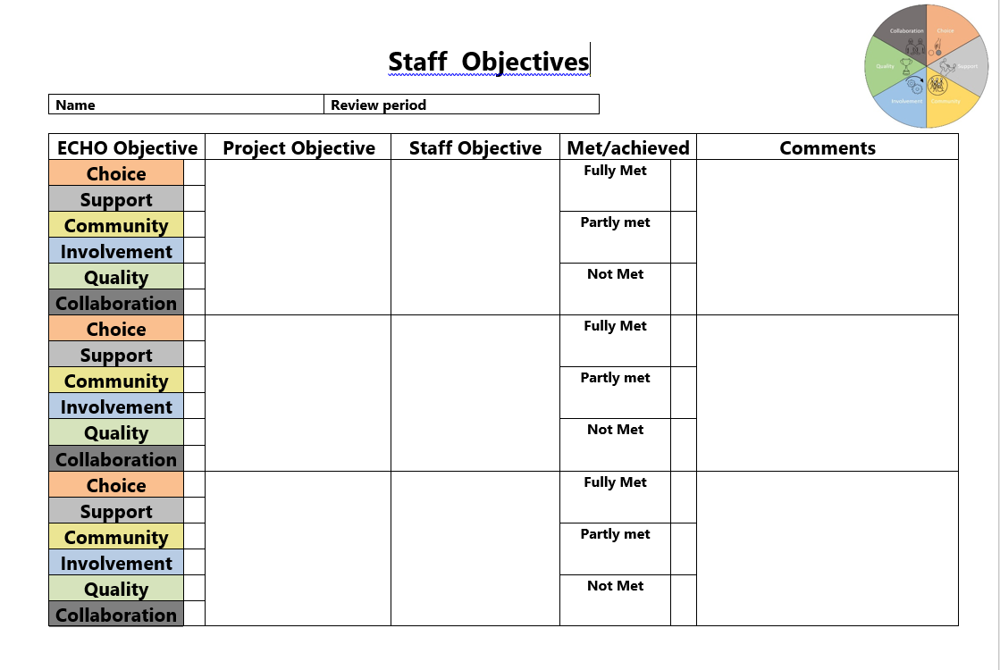 Collaboration Choice
Quality Support
Involvement Community
Staff  Objectives
Name Review period
ECHO Objective Project Objective Staff Objective Met/achieved Comments
Choice Fully Met
Support
Community Partly met
Involvement
Quality Not Met
Collaboration
Choice Fully Met
Support
Community Partly met
Involvement
Quality Not Met
Collaboration
Choice Fully Met
Support
Community Partly met
Involvement
Quality Not Met
Collaboration